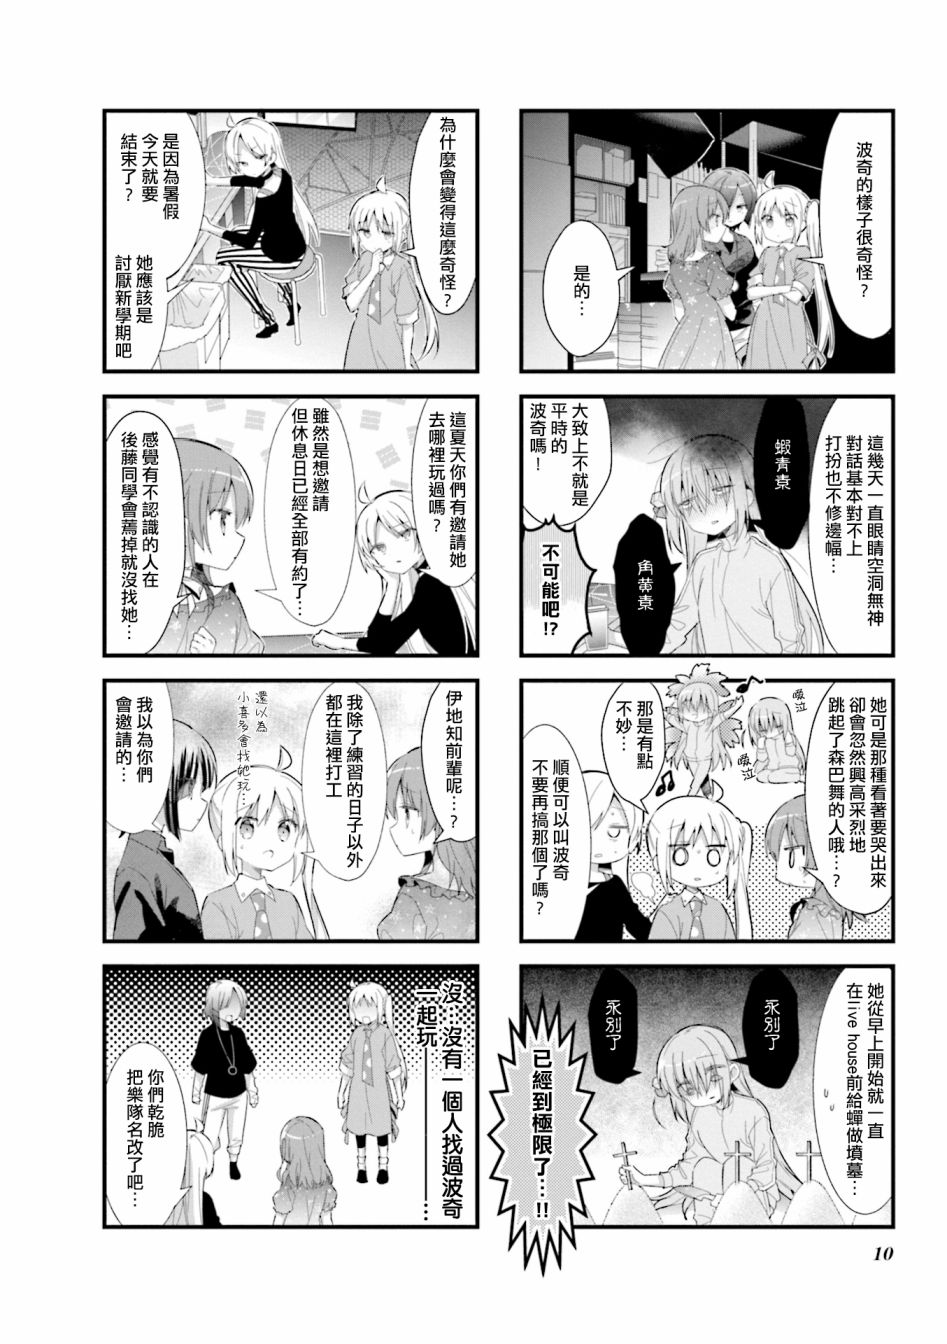 波奇的樣子很奇怪？
是的…
這幾天一直眼睛空洞無神
對話基本對不上
打扮也不修邊幅…
蝦青素
角黃素
大致上不就是
平時的
波奇嗎！
不可能吧!?
她可是那種看著要哭出來
卻會忽然興高采烈地
跳起了森巴舞的人哦…?
啜泣
啜泣
那是有點
不妙…
順便可以叫波奇
不要再搞那個了嗎？
她從早上開始就一直
在live house前給蟬做墳墓…
永別了
永別了
已經到極限了…!!
為什麼會變得這麼奇怪？
是因為暑假
今天就要
結束了？
她應該是
討厭新學期吧
這夏天你們有邀請她
去哪裡玩過嗎？
雖然是想邀請
但休息日已經全部有約了…
感覺有不認識的人在
後藤同學會蔫掉就沒找她…
伊地知前輩呢…?
我除了練習的日子以外
都在這裡打工
還以為
小喜多會找她玩…
我以為你們
會邀請的…
沒…沒有一個人找過波奇
一起玩———…
你們乾脆
把樂隊名改了吧…
10